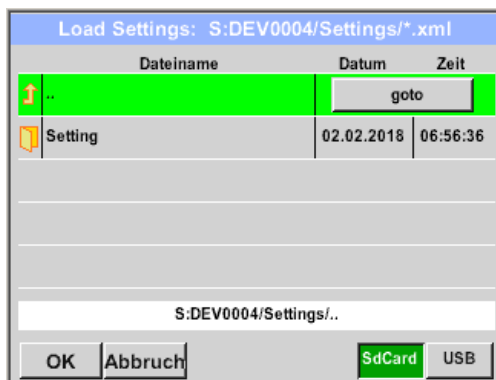 Load Settings: S:DEV0004/Settings/*.xml
Dateiname Datum Zeit
.. goto
Setting 02.02.2018 06:56:36
S:DEV0004/Settings/..
OK Abbruch SdCard USB